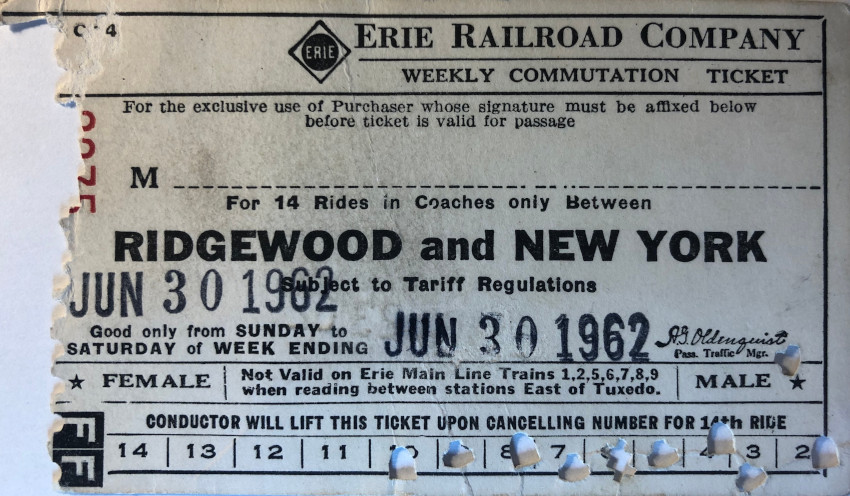 C-4
ERIE
ERIE RAILROAD COMPANY
WEEKLY COMMUTATION TICKET
For the exclusive use of Purchaser whose signature must be affixed below
before ticket is valid for passage
M
For 14 Rides in Coaches only Between
RIDGEWOOD and NEW YORK
JUN 30 1962
Subject to Tariff Regulations
Good only from SUNDAY to
SATURDAY of WEEK ENDING
JUN 30 1962
A.G. Oldenquist
Pass. Traffic Mgr.
★ FEMALE
Not Valid on Erie Main Line Trains 1,2,5,6,7,8,9
when reading between stations East of Tuxedo.
MALE ★
CONDUCTOR WILL LIFT THIS TICKET UPON CANCELLING NUMBER FOR 14th RIDE
FF
14 13 12 11 10 8 7 4 3 2